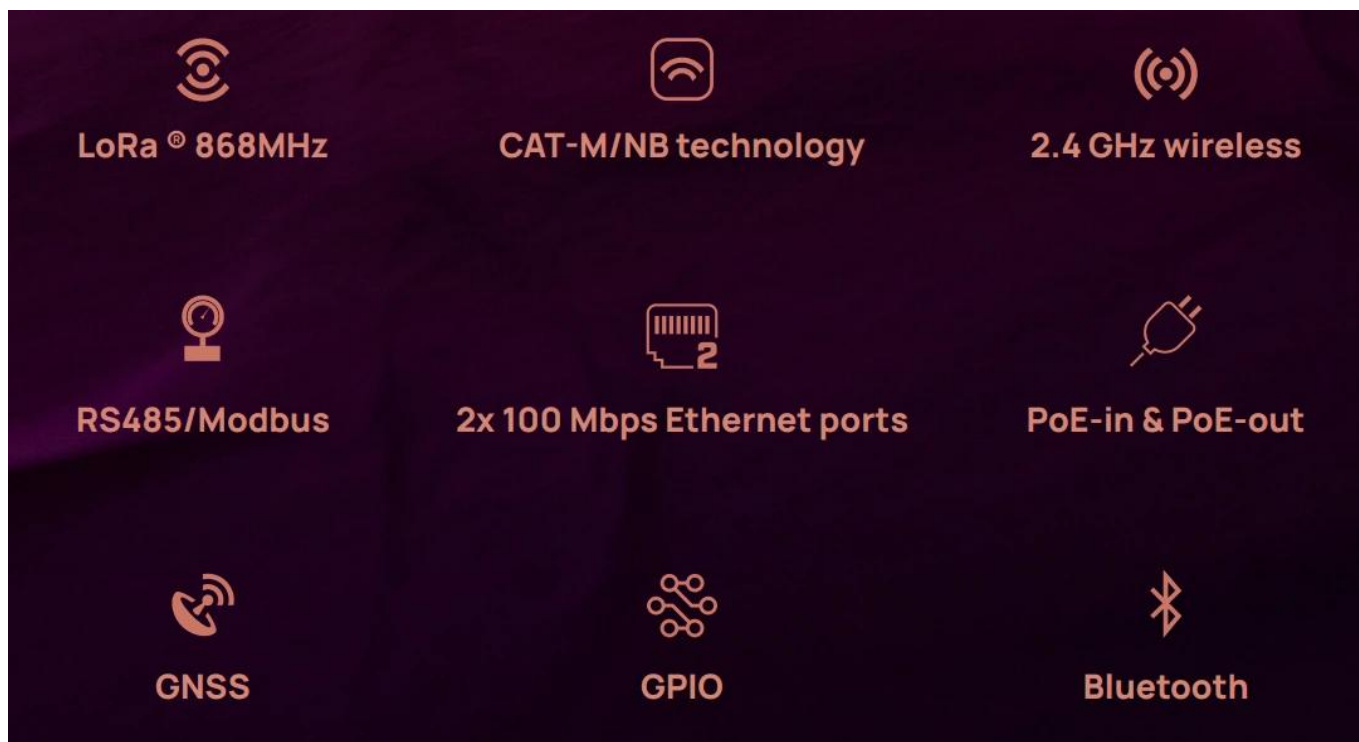 LoRa ® 868MHz
CAT-M/NB technology
2.4 GHz wireless
2
RS485/Modbus
2x 100 Mbps Ethernet ports
PoE-in & PoE-out
GNSS
GPIO
Bluetooth